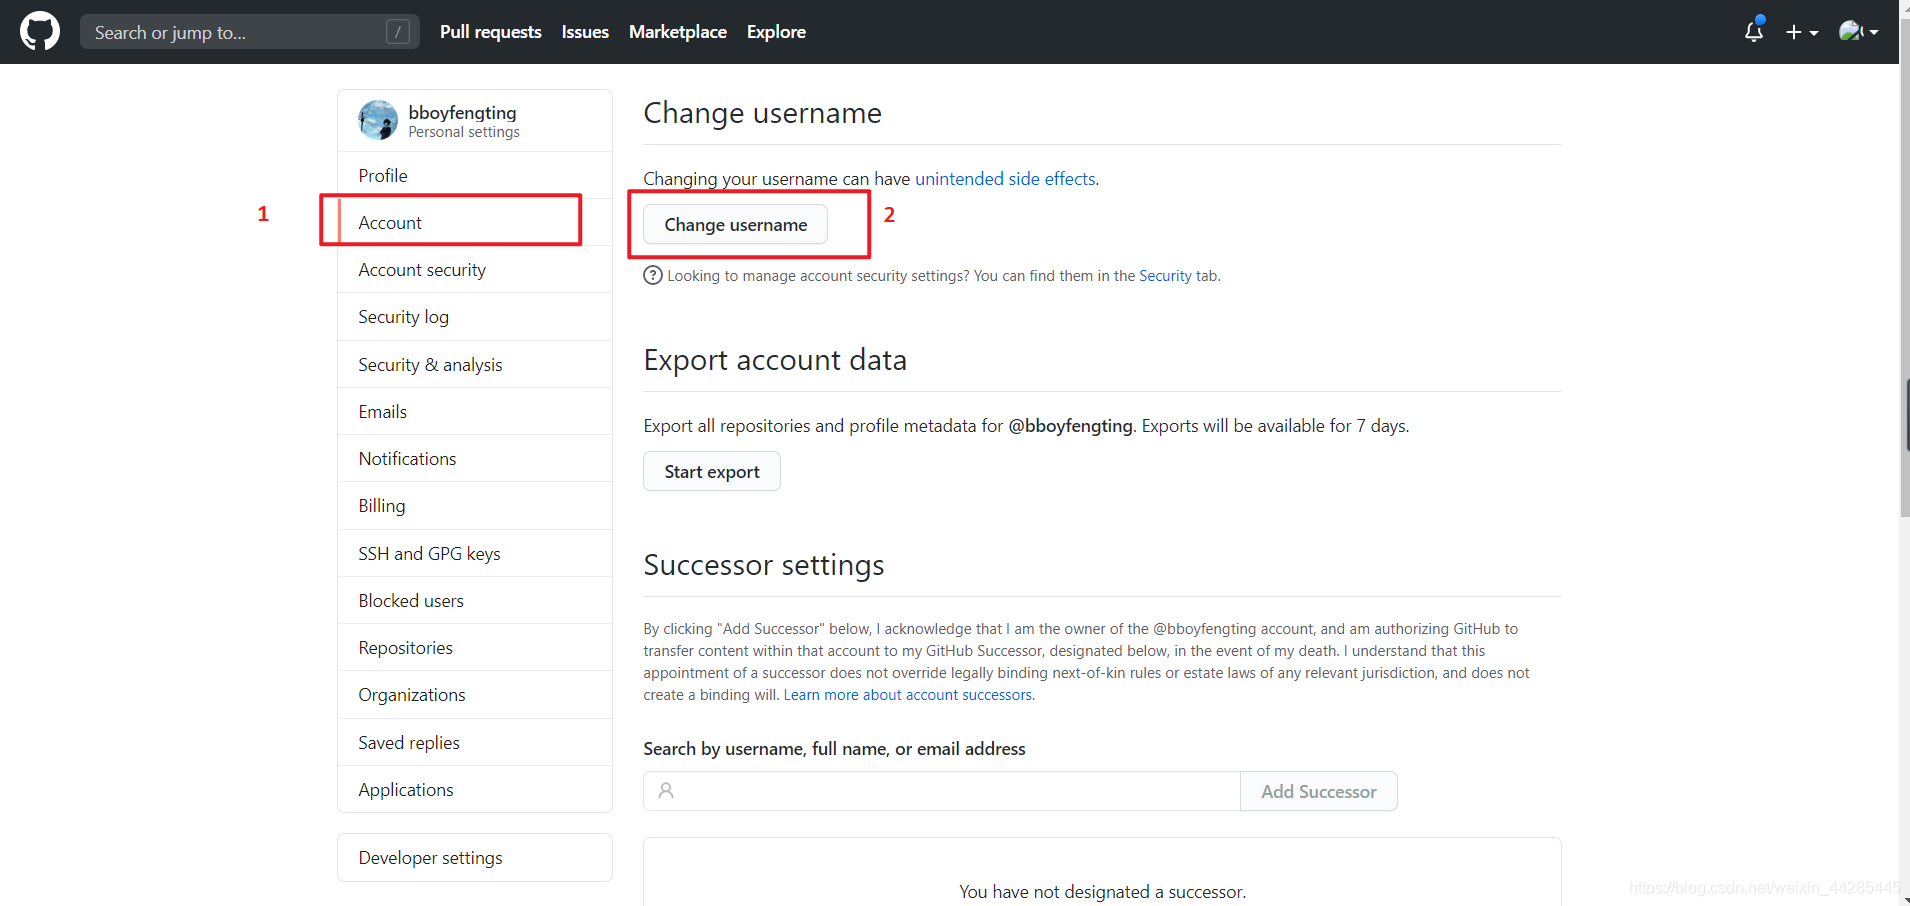 Search or jump to...
/
Pull requests
Issues
Marketplace
Explore
bboyfengting
Personal settings
Profile
1
Account
Account security
Security log
Security & analysis
Emails
Notifications
Billing
SSH and GPG keys
Blocked users
Repositories
Organizations
Saved replies
Applications
Developer settings
Change username
Changing your username can have unintended side effects.
Change username
2
Looking to manage account security settings? You can find them in the Security tab.
Export account data
Export all repositories and profile metadata for @bboyfengting. Exports will be available for 7 days.
Start export
Successor settings
By clicking "Add Successor" below, I acknowledge that I am the owner of the @bboyfengting account, and am authorizing GitHub to
transfer content within that account to my GitHub Successor, designated below, in the event of my death. I understand that this
appointment of a successor does not override legally binding next-of-kin rules or estate laws of any relevant jurisdiction, and does not
create a binding will. Learn more about account successors.
Search by username, full name, or email address
Add Successor
You have not designated a successor.
https://blog.csdn.net/weixin_44285445